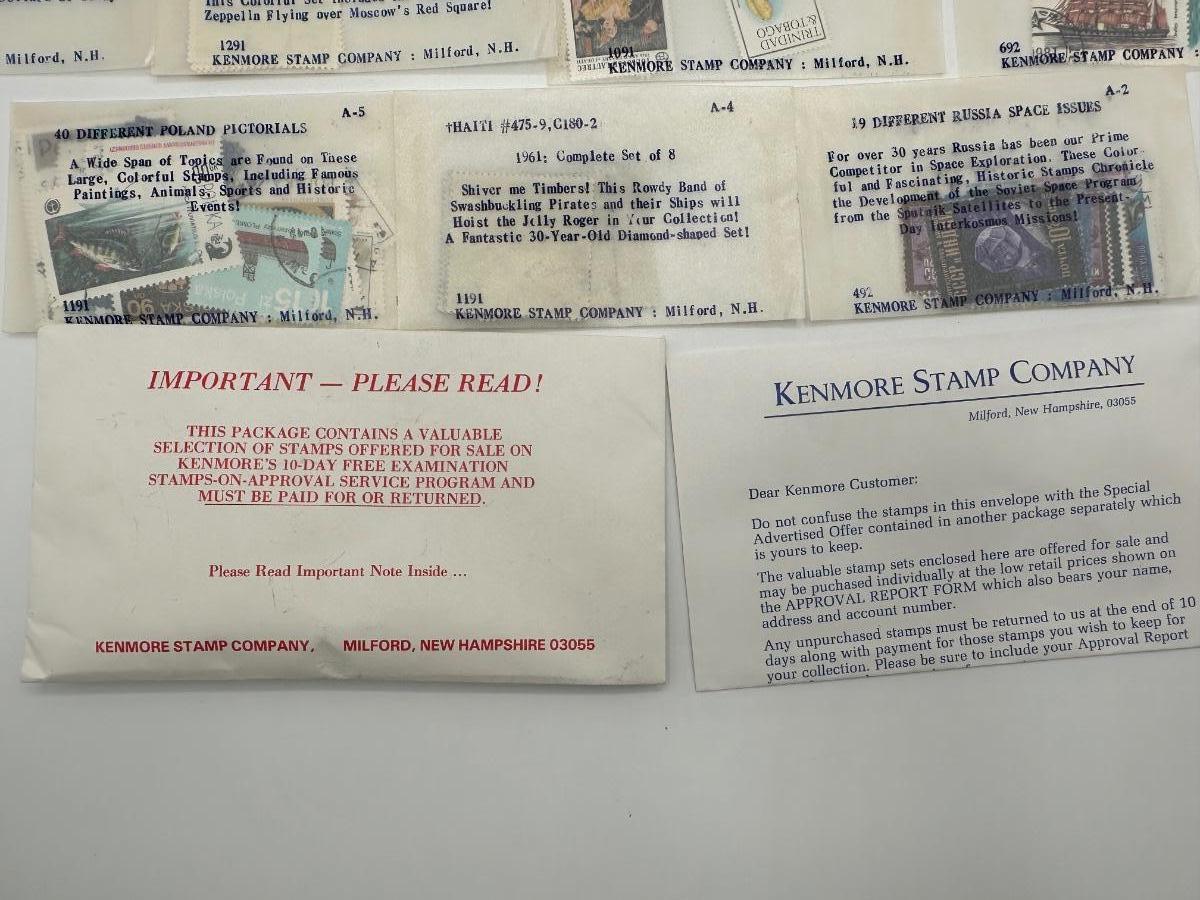 Zeppelin Flying over Moscow's Red Square!
1291
KENMORE STAMP COMPANY : Milford, N.H.
Milford, N.H.
TRINIDAD
& TOBAGO
1091
KENMORE STAMP COMPANY : Milford, N.H.
692
1981
KENMORE STAMP COMPANY :
A-5
40 DIFFERENT POLAND PICTORIALS
A Wide Span of Topics are Found on These
Large, Colorful Stamps, Including Famous
Paintings, Animals, Sports and Historic
Events!
Polska
1191
KENMORE STAMP COMPANY : Milford, N.H.
A-4
†HAITI #475-9,C180-2
1961: Complete Set of 8
Shiver me Timbers! This Rowdy Band of
Swashbuckling Pirates and their Ships will
Hoist the Jolly Roger in Your Collection!
A Fantastic 30-Year-Old Diamond-shaped Set!
1191
KENMORE STAMP COMPANY : Milford, N.H.
A-2
19 DIFFERENT RUSSIA SPACE ISSUES
For over 30 years Russia has been our Prime
Competitor in Space Exploration. These Color-
ful and Fascinating, Historic Stamps Chronicle
the Development of the Soviet Space Program
from the Sputnik Satellites to the Present-
Day Interkosmos Missions!
492
KENMORE STAMP COMPANY : Milford, N.H.
IMPORTANT — PLEASE READ!
THIS PACKAGE CONTAINS A VALUABLE
SELECTION OF STAMPS OFFERED FOR SALE ON
KENMORE'S 10-DAY FREE EXAMINATION
STAMPS-ON-APPROVAL SERVICE PROGRAM AND
MUST BE PAID FOR OR RETURNED.
Please Read Important Note Inside ...
KENMORE STAMP COMPANY, MILFORD, NEW HAMPSHIRE 03055
KENMORE STAMP COMPANY
Milford, New Hampshire, 03055
Dear Kenmore Customer:
Do not confuse the stamps in this envelope with the Special
Advertised Offer contained in another package separately which
is yours to keep.
The valuable stamp sets enclosed here are offered for sale and
may be puchased individually at the low retail prices shown on
the APPROVAL REPORT FORM which also bears your name,
address and account number.
Any unpurchased stamps must be returned to us at the end of 10
days along with payment for those stamps you wish to keep for
your collection. Please be sure to include your Approval Report